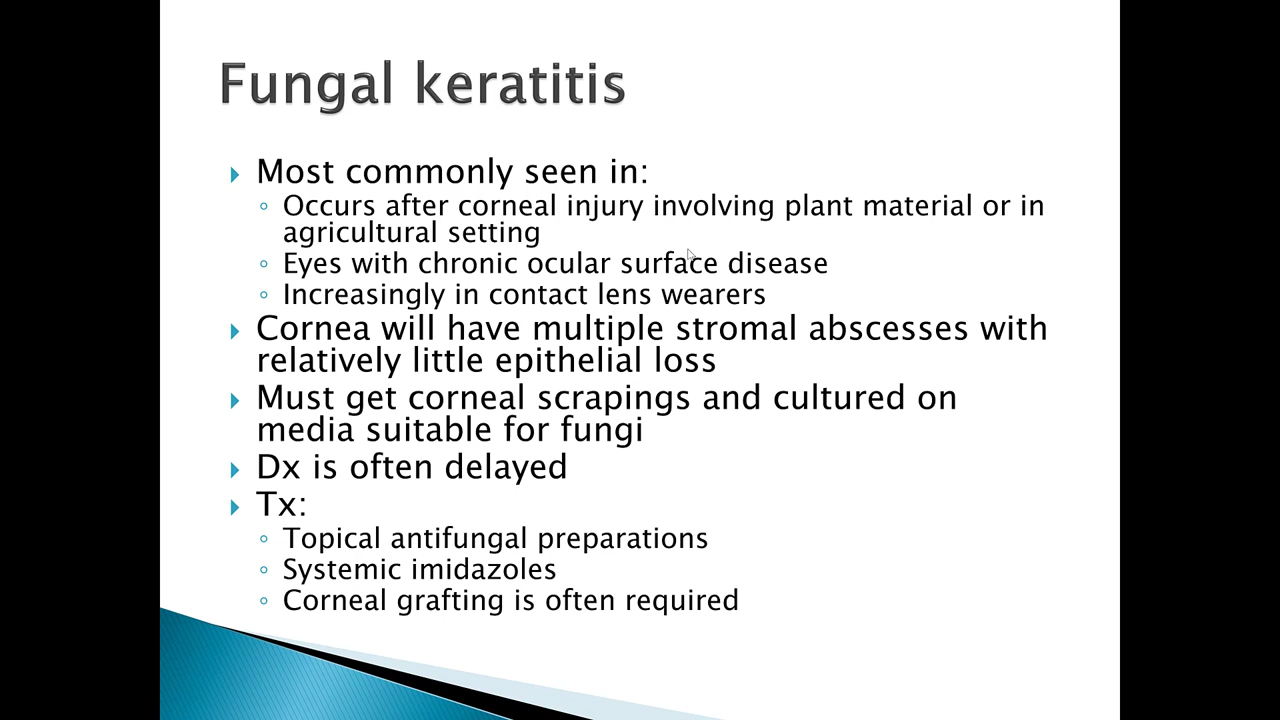 Fungal keratitis
Most commonly seen in:
Occurs after corneal injury involving plant material or in
agricultural setting
Eyes with chronic ocular surface disease
Increasingly in contact lens wearers
Cornea will have multiple stromal abscesses with
relatively little epithelial loss
Must get corneal scrapings and cultured on
media suitable for fungi
Dx is often delayed
Tx:
Topical antifungal preparations
Systemic imidazoles
Corneal grafting is often required